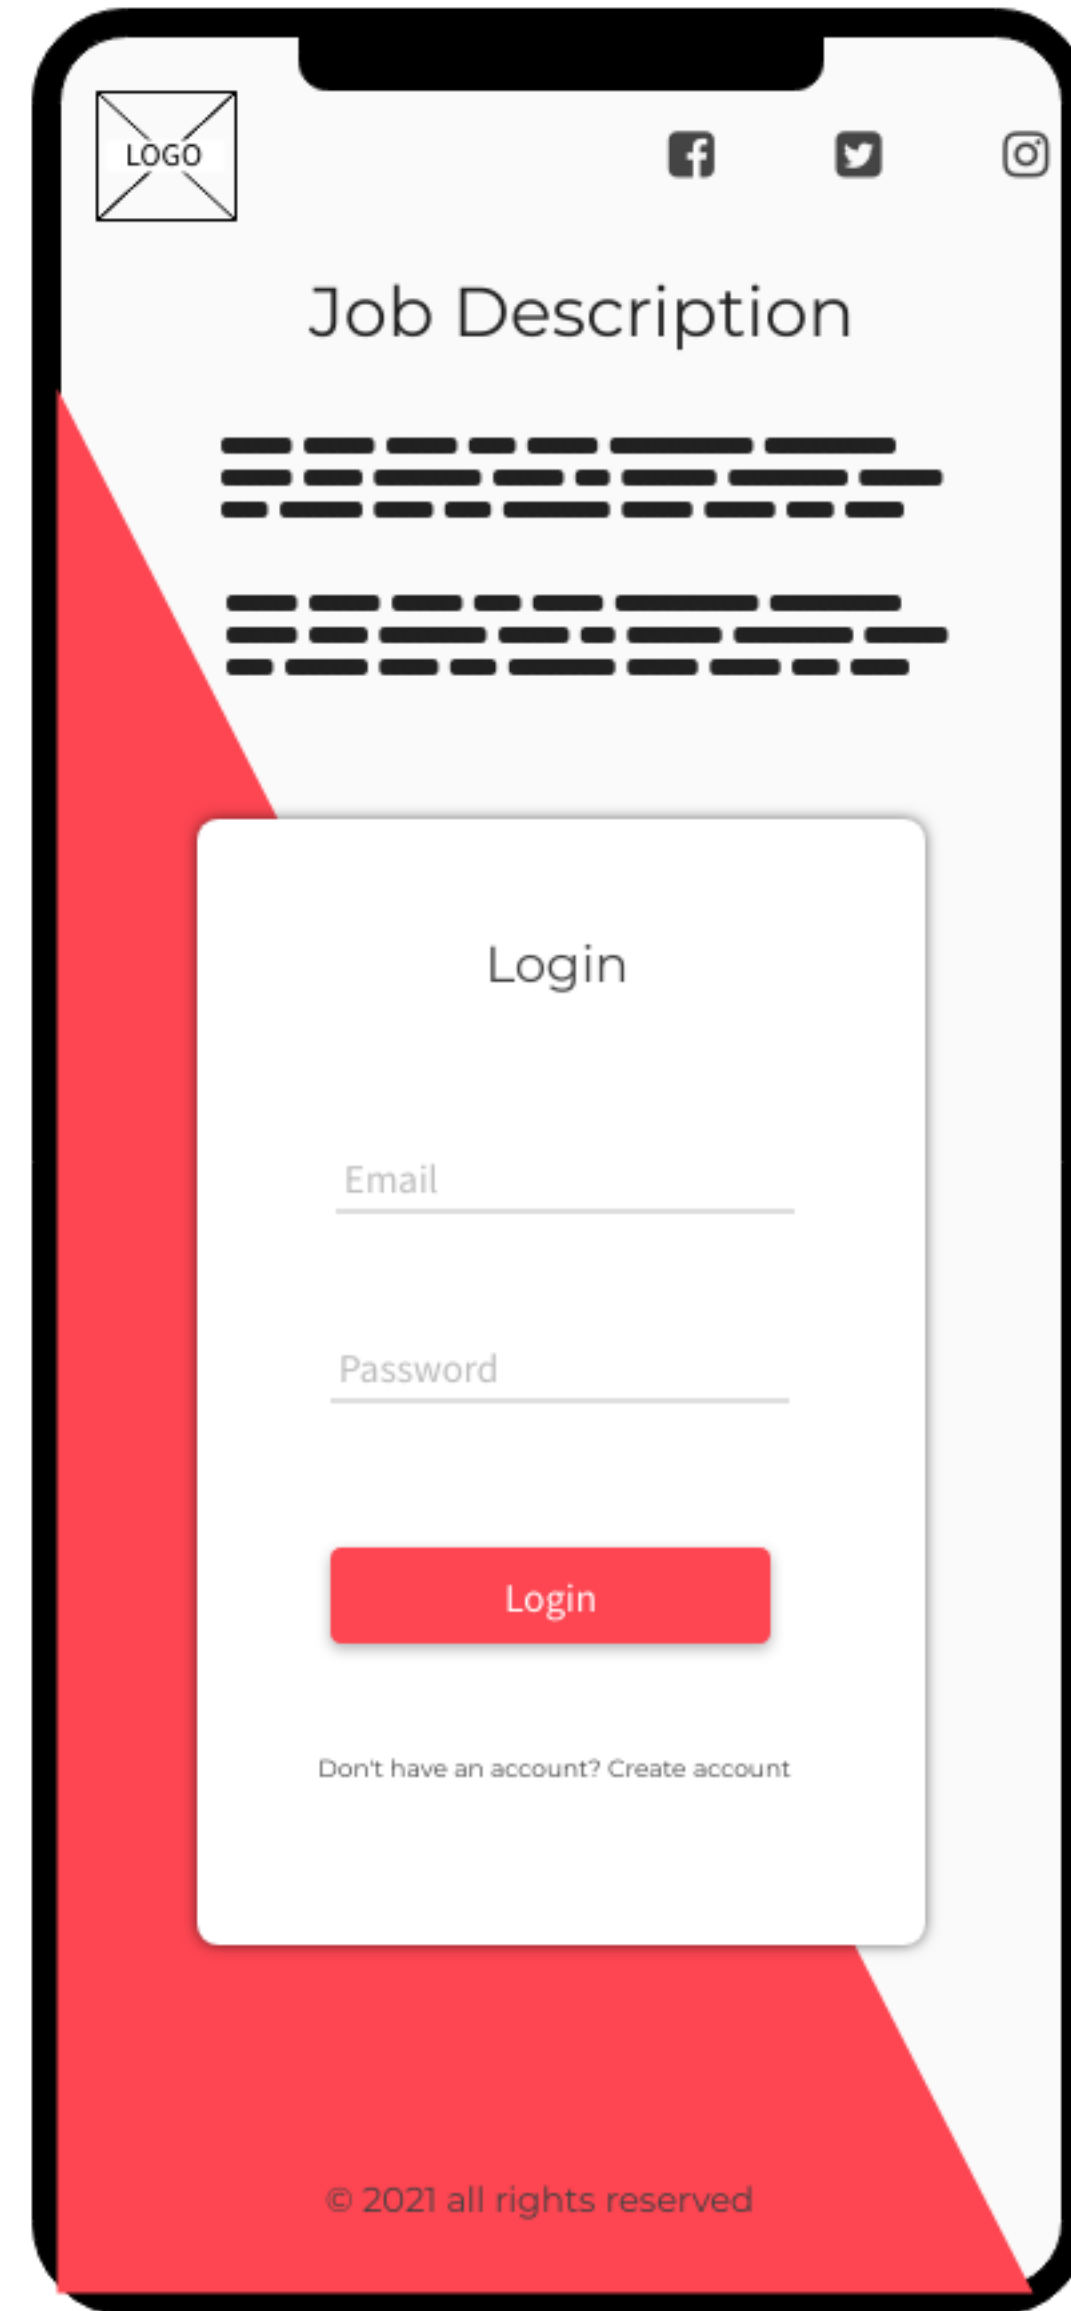 LOGO
Job Description
Login
Email
Password
Login
Don't have an account? Create account
© 2021 all rights reserved